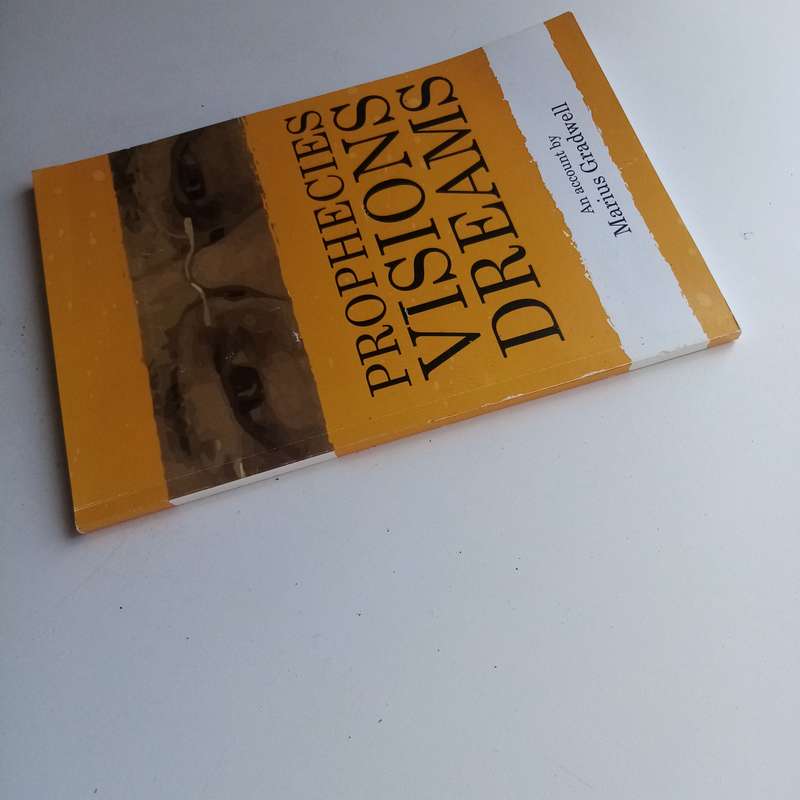 PROPHECIES
VISIONS
DREAMS
An account by
Marius Gradwell